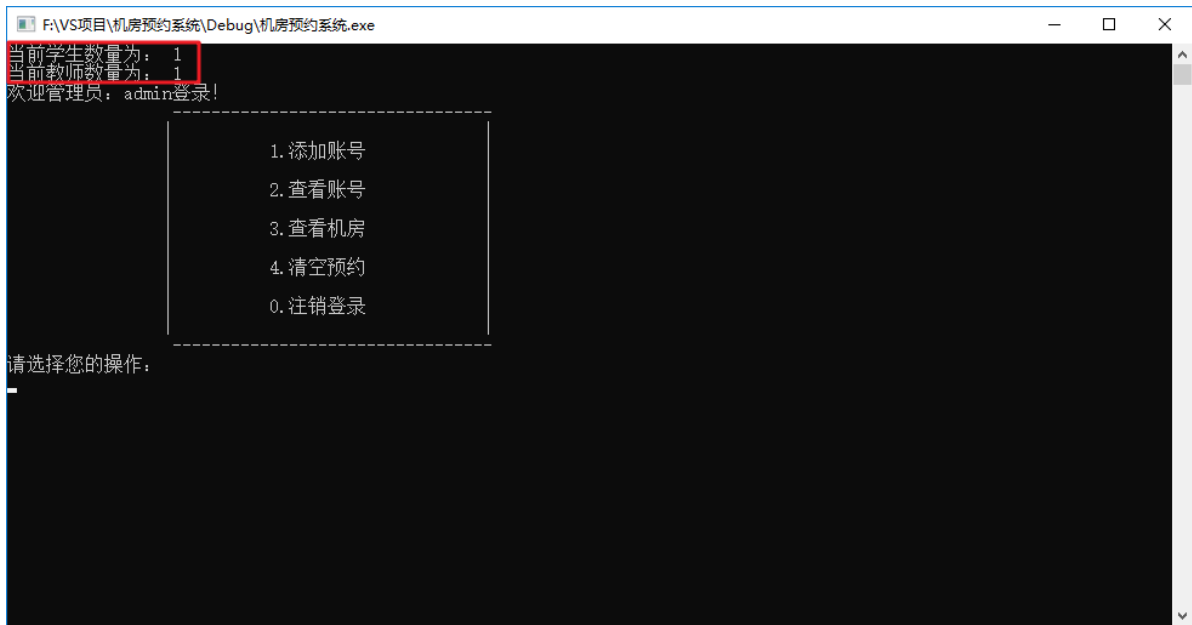 F:\VS项目\机房预约系统\Debug\机房预约系统.exe
当前学生数量为： 1
当前教师数量为： 1
欢迎管理员：admin登录!
1.添加账号
2.查看账号
3.查看机房
4.清空预约
0.注销登录
请选择您的操作：